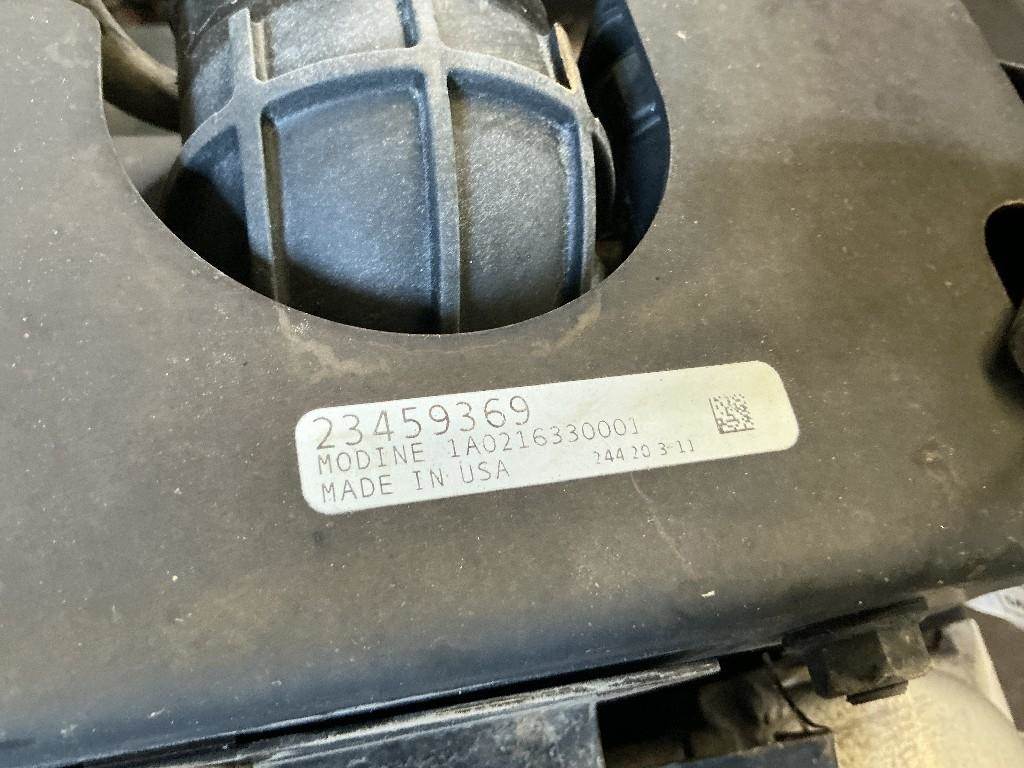 23459369
MODINE 1A0216330001
MADE IN USA
244 20 3-11